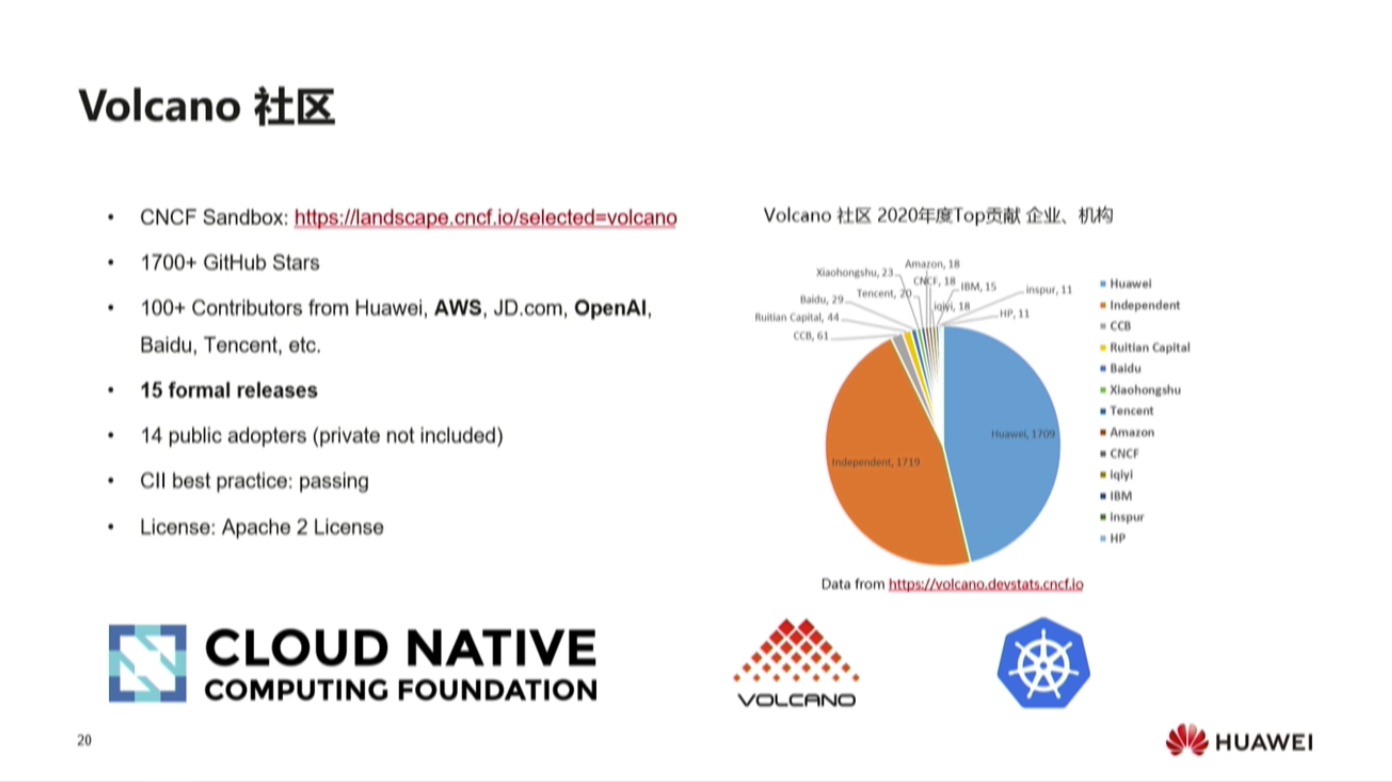 Volcano 社区
• CNCF Sandbox: https://landscape.cncf.io/selected=volcano
• 1700+ GitHub Stars
• 100+ Contributors from Huawei, AWS, JD.com, OpenAI,
Baidu, Tencent, etc.
• 15 formal releases
• 14 public adopters (private not included)
• CII best practice: passing
• License: Apache 2 License
Volcano 社区 2020年度Top贡献 企业、机构
Amazon, 18
Xiaohongshu, 23
CNCF, 18
IBM, 15
inspur, 11
Tencent, 20
Baidu, 29
iqiyi, 18
HP, 11
Ruitian Capital, 44
CCB, 61
Huawei, 1709
Independent, 1719
Huawei
Independent
CCB
Ruitian Capital
Baidu
Xiaohongshu
Tencent
Amazon
CNCF
iqiyi
IBM
inspur
HP
Data from https://volcano.devstats.cncf.io
CLOUD NATIVE
COMPUTING FOUNDATION
VOLCANO
20
HUAWEI